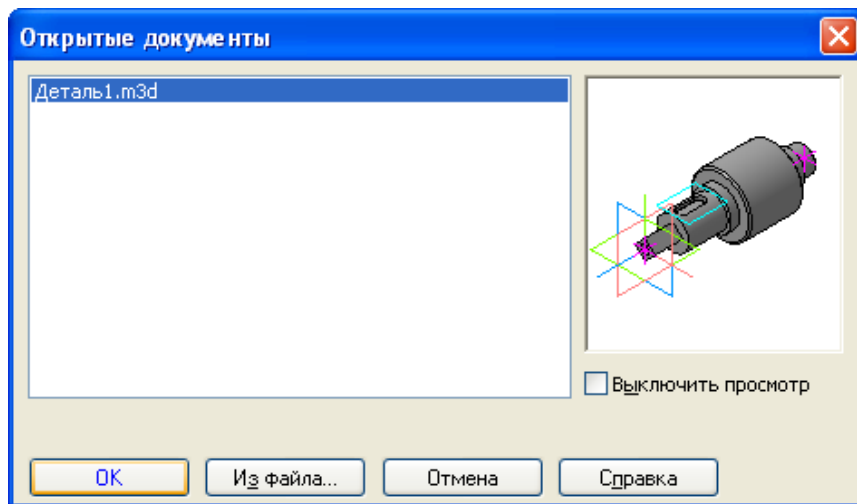 Открытые документы
Деталь1.m3d
Выключить просмотр
OK
Из файла...
Отмена
Справка